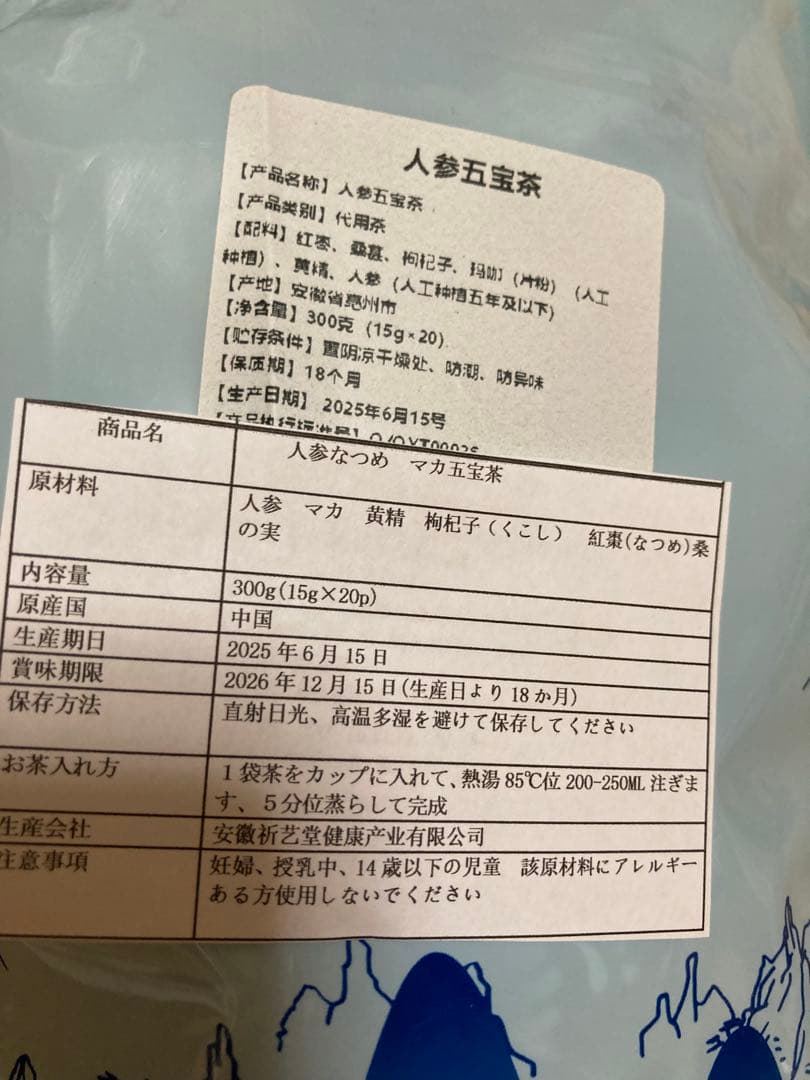 人参五宝茶
【产品名称】人参五宝茶
【产品类别】代用茶
【配料】红枣、桑葚、枸杞子、玛咖（片粉）（人工
种植）、黄精、人参（人工种植五年及以下）
【产地】安徽省亳州市
【净含量】300克（15g×20）
【贮存条件】置阴凉干燥处、防潮、防异味
【保质期】18个月
【生产日期】2025年6月15号
商品名 人参なつめ マカ五宝茶
原材料 人参 マカ 黄精 枸杞子（くこし） 紅棗(なつめ)桑
の実
内容量 300g(15g×20p)
原産国 中国
生産期日 2025年6月15日
賞味期限 2026年12月15日(生産日より18か月)
保存方法 直射日光、高温多湿を避けて保存してください
お茶入れ方 １袋茶をカップに入れて、熱湯85℃位200-250ML注ぎま
す、５分位蒸らして完成
生産会社 安徽祈艺堂健康产业有限公司
注意事項 妊婦、授乳中、14歳以下の児童 該原材料にアレルギー
ある方使用しないでください